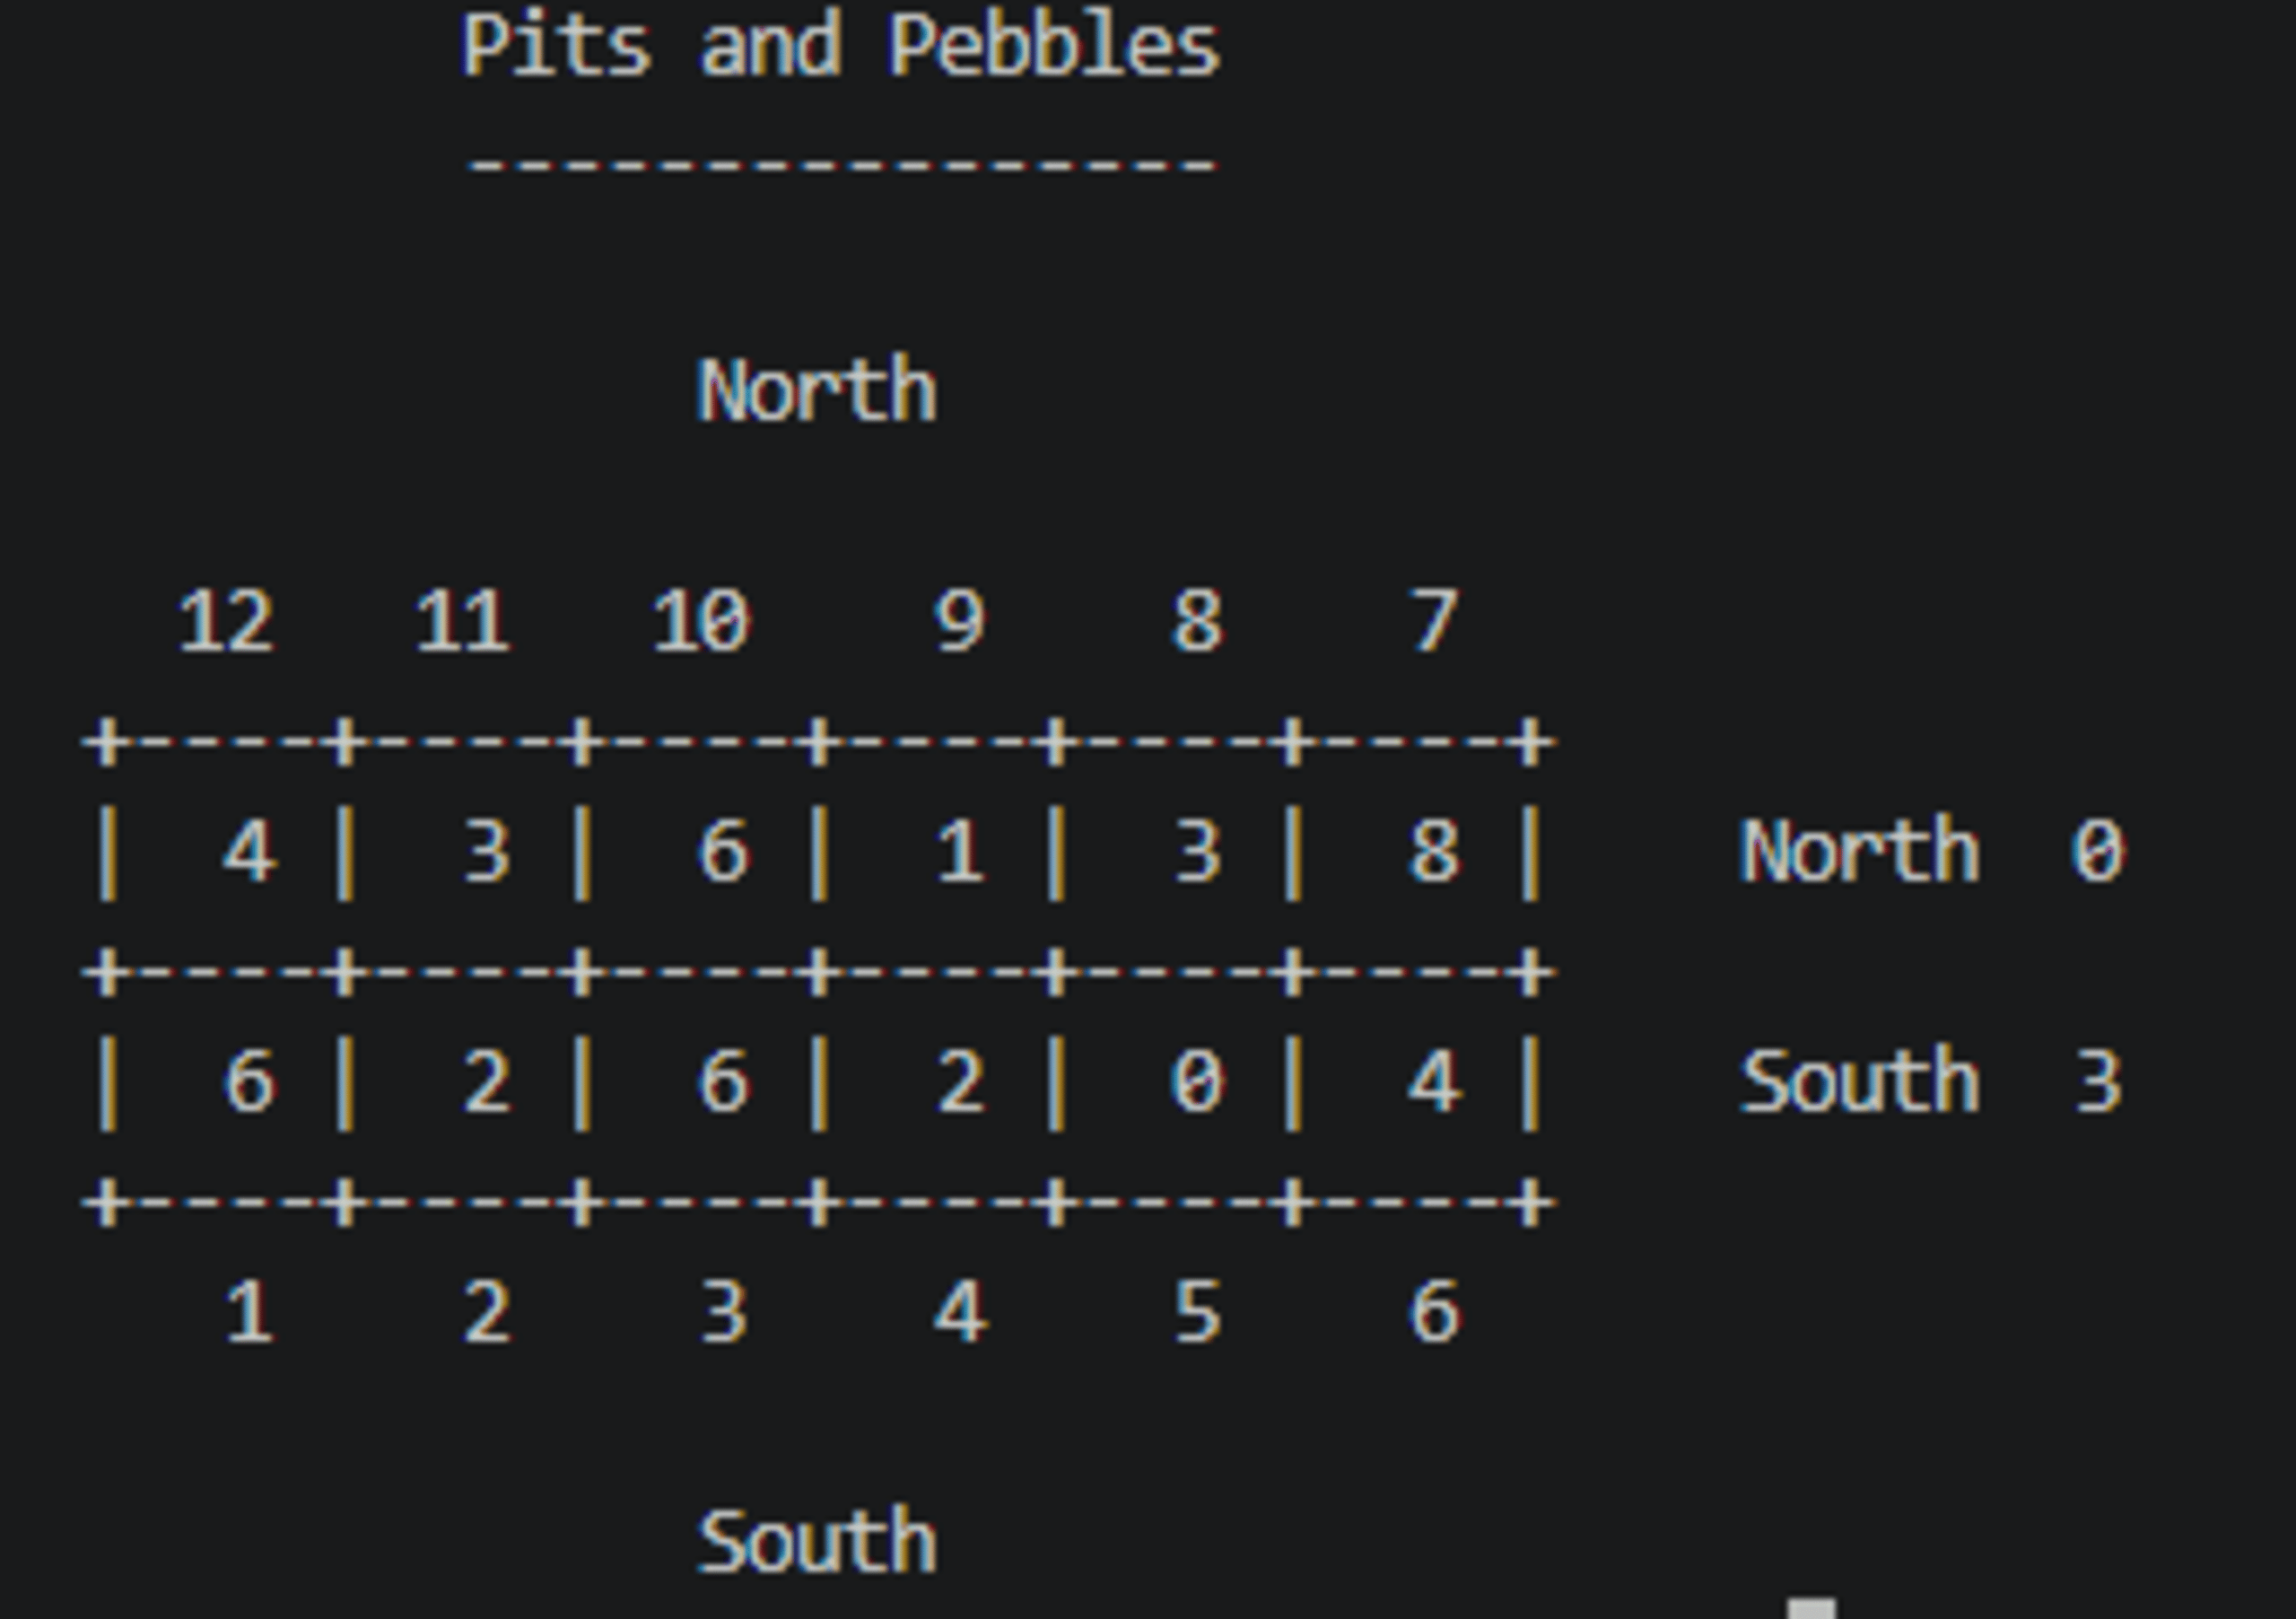 Pits and Pebbles
----------------
North
12   11   10    9    8    7
+----+----+----+----+----+----+
|  4 |  3 |  6 |  1 |  3 |  8 |    North  0
+----+----+----+----+----+----+
|  6 |  2 |  6 |  2 |  0 |  4 |    South  3
+----+----+----+----+----+----+
1    2    3    4    5    6
South